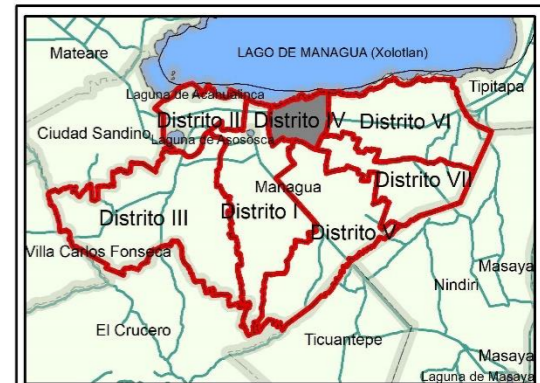 Mateare
LAGO DE MANAGUA (Xolotlan)
Tipitapa
Laguna de Acahualinca
Ciudad Sandino
Distrito II
Distrito IV
Distrito VI
Laguna de Asososca
Managua
Distrito VII
Distrito III
Distrito I
Distrito V
Villa Carlos Fonseca
Masaya
Nindiri
El Crucero
Ticuantepe
Masaya
Laguna de Masaya